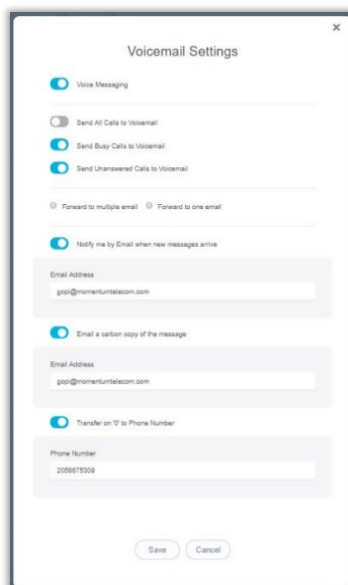 ×
Voicemail Settings
Voice Messaging
Send All Calls to Voicemail
Send Busy Calls to Voicemail
Send Unanswered Calls to Voicemail
Forward to multiple email Forward to one email
Notify me by Email when new messages arrive
Email Address
gopi@momentumtelecom.com
Email a carbon copy of the message
Email Address
gopi@momentumtelecom.com
Transfer on '0' to Phone Number
Phone Number
2058675309
Save Cancel